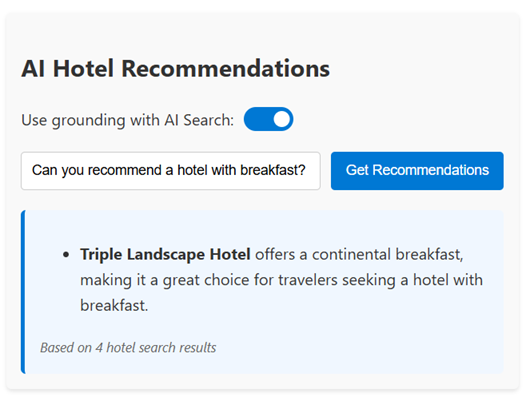 AI Hotel Recommendations
Use grounding with AI Search:
Can you recommend a hotel with breakfast?
Get Recommendations
• Triple Landscape Hotel offers a continental breakfast,
making it a great choice for travelers seeking a hotel with
breakfast.
Based on 4 hotel search results